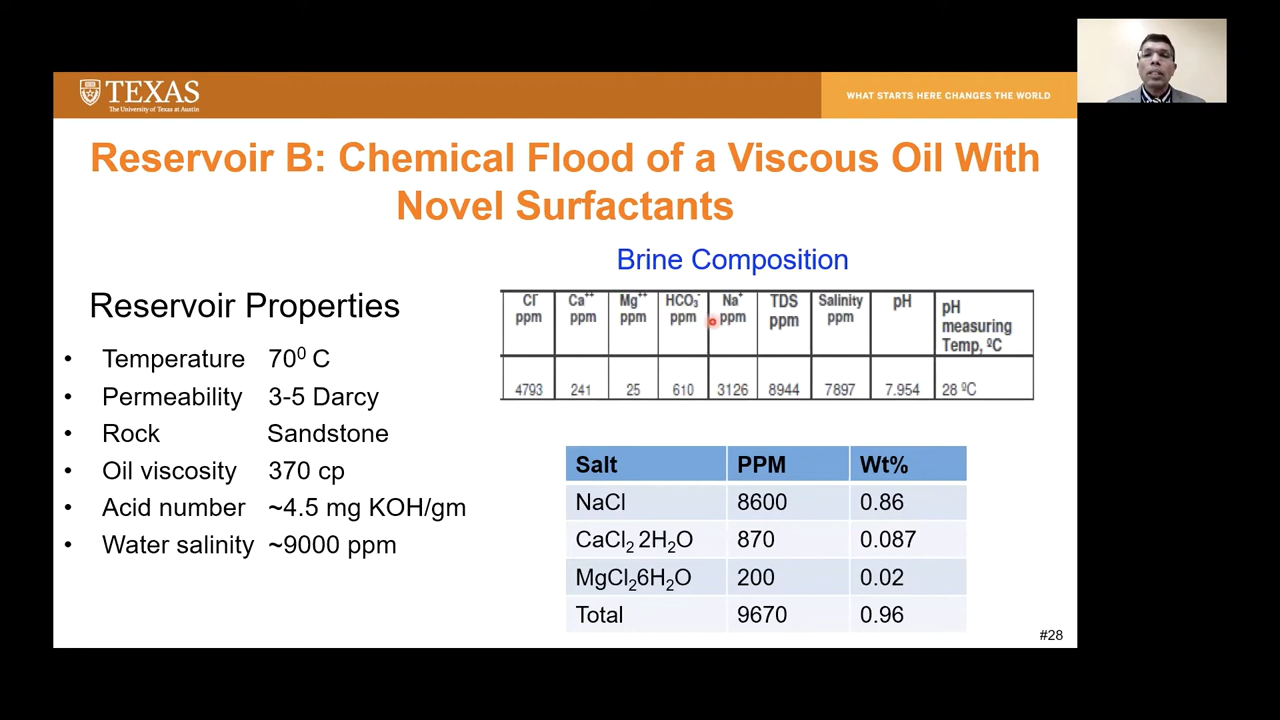 TEXAS
The University of Texas at Austin
WHAT STARTS HERE CHANGES THE WORLD
Reservoir B: Chemical Flood of a Viscous Oil With
Novel Surfactants
Reservoir Properties
• Temperature 70⁰ C
• Permeability 3-5 Darcy
• Rock Sandstone
• Oil viscosity 370 cp
• Acid number ~4.5 mg KOH/gm
• Water salinity ~9000 ppm
Brine Composition
Cl⁻ ppm Ca⁺⁺ ppm Mg⁺⁺ ppm HCO₃⁻ ppm Na⁺ ppm TDS ppm Salinity ppm pH pH measuring Temp, ºC
4793 241 25 610 3126 8944 7897 7.954 28 ºC
Salt PPM Wt%
NaCl 8600 0.86
CaCl₂ 2H₂O 870 0.087
MgCl₂6H₂O 200 0.02
Total 9670 0.96
#28